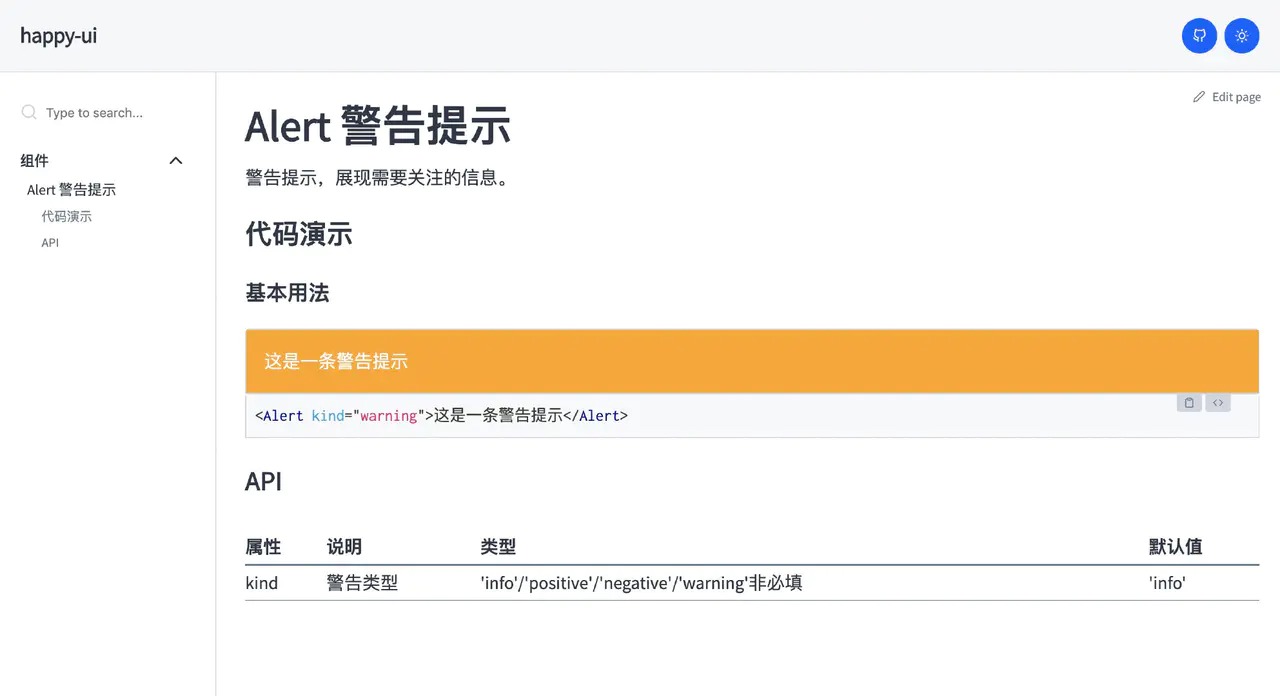 happy-ui
Type to search...
组件
Alert 警告提示
代码演示
API
Edit page
Alert 警告提示
警告提示，展现需要关注的信息。
代码演示
基本用法
这是一条警告提示
<Alert kind="warning">这是一条警告提示</Alert>
API
属性 说明 类型 默认值
kind 警告类型 'info'/'positive'/'negative'/'warning'非必填 'info'